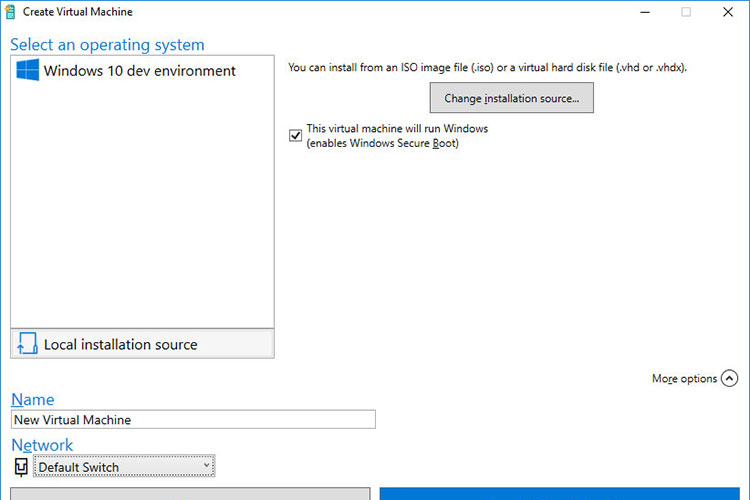 Create Virtual Machine
Select an operating system
Windows 10 dev environment
You can install from an ISO image file (.iso) or a virtual hard disk file (.vhd or .vhdx).
Change installation source...
This virtual machine will run Windows
(enables Windows Secure Boot)
Local installation source
More options
Name
New Virtual Machine
Network
Default Switch